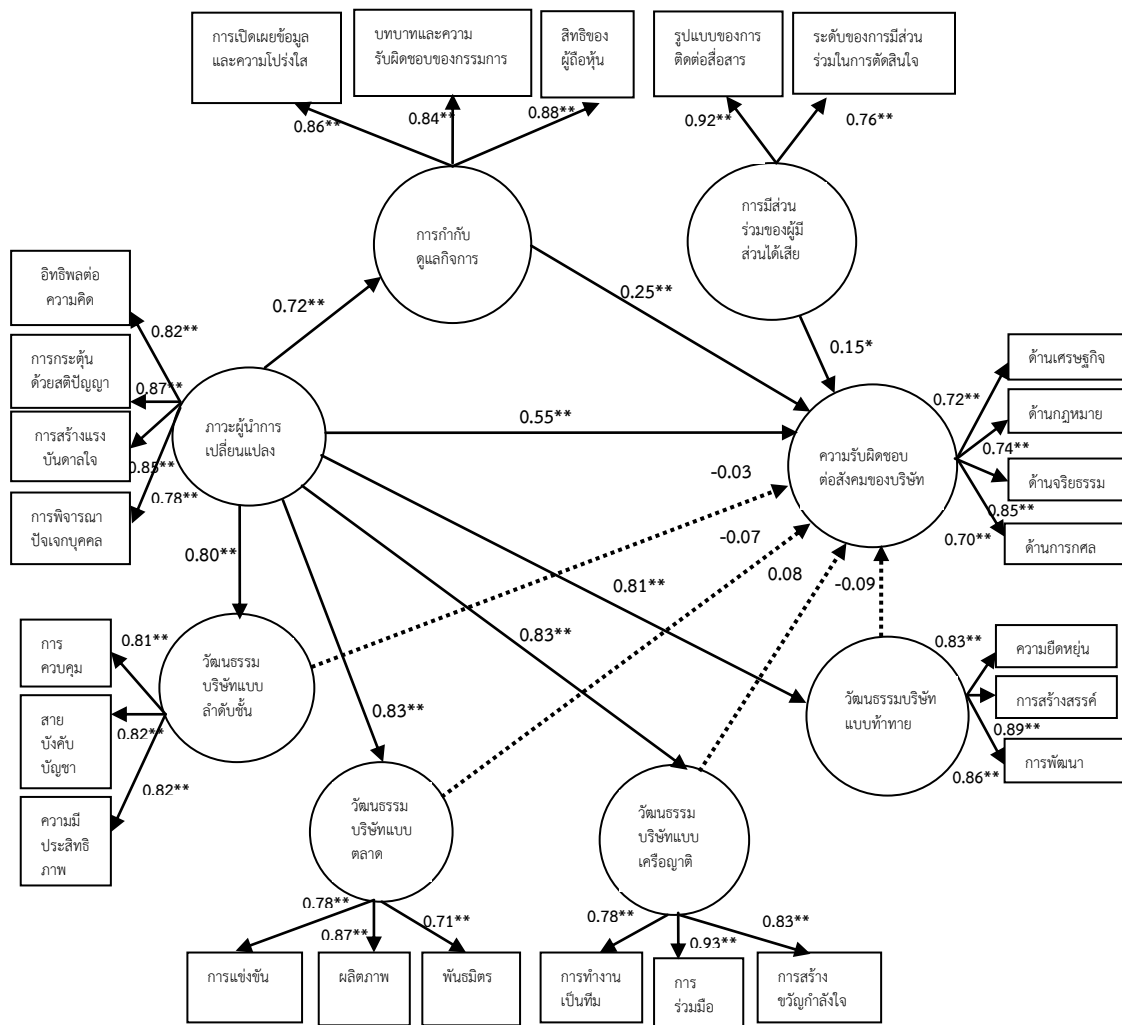 การเปิดเผยข้อมูล
และความโปร่งใส
บทบาทและความ
รับผิดชอบของกรรมการ
สิทธิของ
ผู้ถือหุ้น
รูปแบบของการ
ติดต่อสื่อสาร
ระดับของการมีส่วน
ร่วมในการตัดสินใจ
0.86**
0.84**
0.88**
0.92**
0.76**
การกำกับ
ดูแลกิจการ
การมีส่วน
ร่วมของผู้มี
ส่วนได้เสีย
อิทธิพลต่อ
ความคิด
การกระตุ้น
ด้วยสติปัญญา
การสร้างแรง
บันดาลใจ
การพิจารณา
ปัจเจกบุคคล
0.82**
0.87**
0.85**
0.78**
ภาวะผู้นำการ
เปลี่ยนแปลง
0.72**
0.25**
0.15*
0.55**
ความรับผิดชอบ
ต่อสังคมของบริษัท
0.72**
0.74**
0.85**
0.70**
ด้านเศรษฐกิจ
ด้านกฎหมาย
ด้านจริยธรรม
ด้านการกศล
-0.03
-0.07
0.08
-0.09
0.80**
0.83**
0.83**
0.81**
การ
ควบคุม
สาย
บังคับ
บัญชา
ความมี
ประสิทธิ
ภาพ
0.81**
0.82**
0.82**
วัฒนธรรม
บริษัทแบบ
ลำดับชั้น
วัฒนธรรมบริษัท
แบบท้าทาย
0.83**
0.89**
0.86**
ความยืดหยุ่น
การสร้างสรรค์
การพัฒนา
วัฒนธรรม
บริษัทแบบ
ตลาด
วัฒนธรรม
บริษัทแบบ
เครือญาติ
0.78**
0.87**
0.71**
0.78**
0.93**
0.83**
การแข่งขัน
ผลิตภาพ
พันธมิตร
การทำงาน
เป็นทีม
การ
ร่วมมือ
การสร้าง
ขวัญกำลังใจ